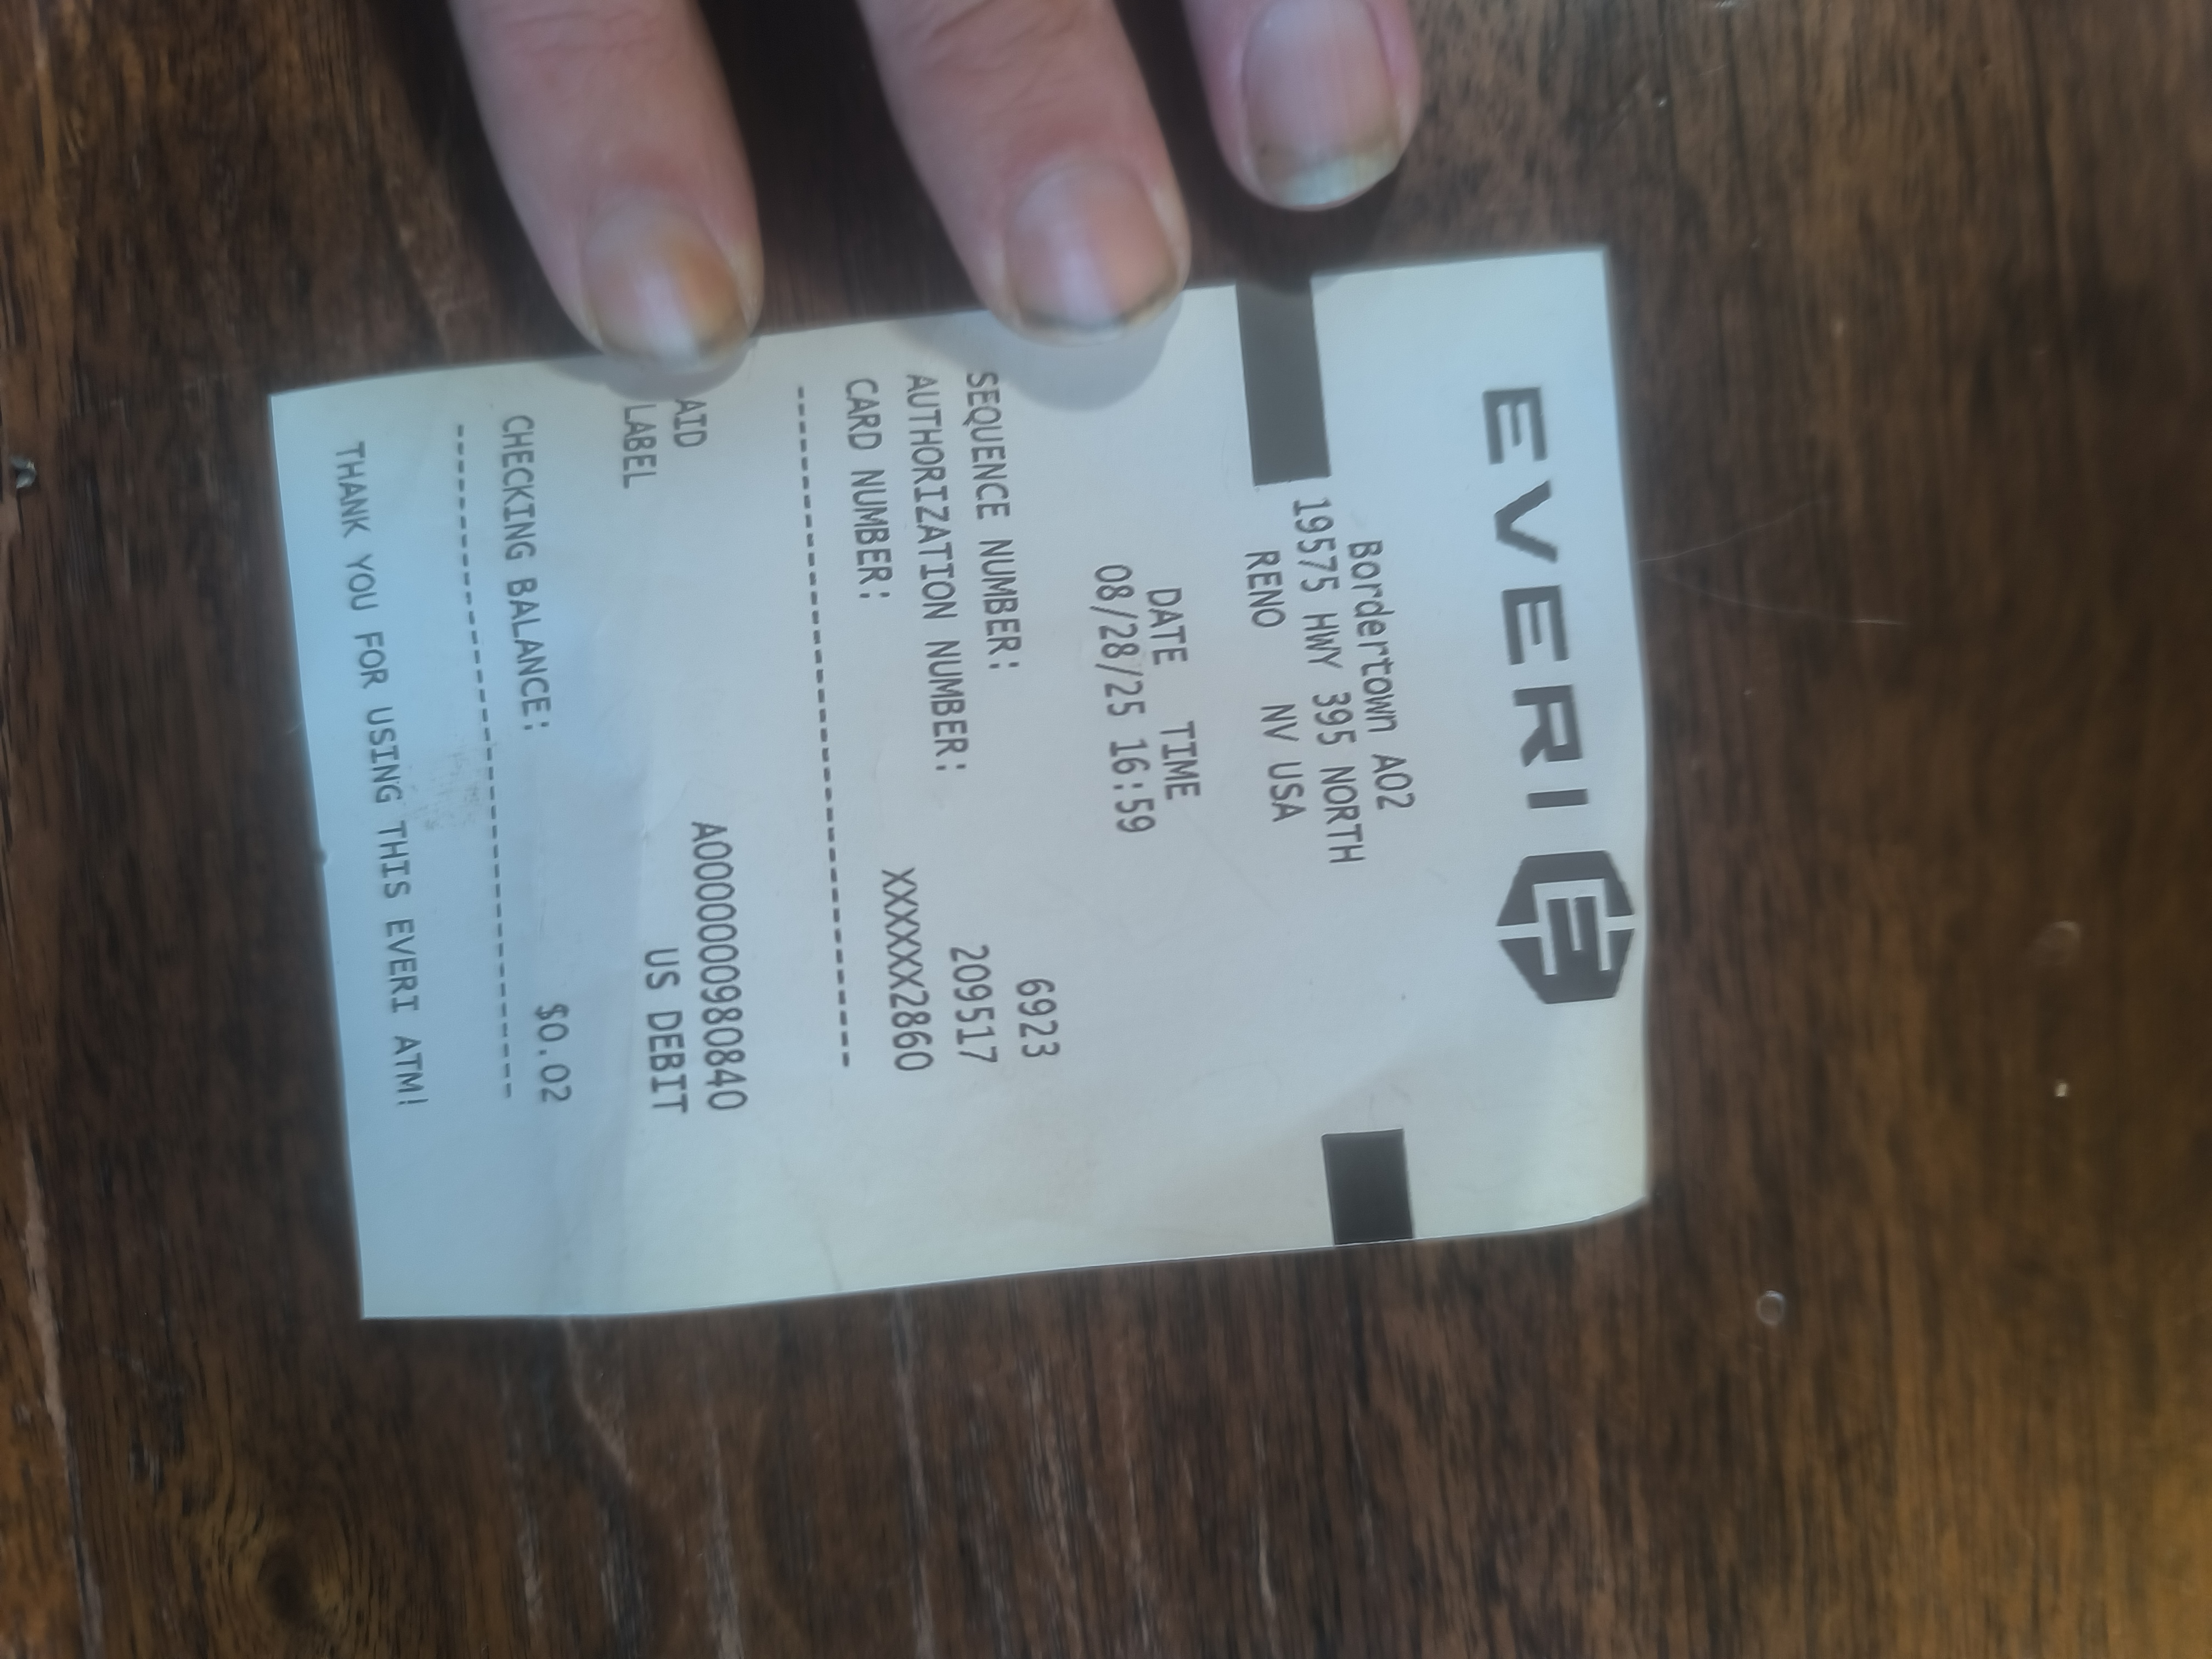 EVERI
Bordertown A02
19575 HWY 395 NORTH
RENO NV USA
DATE TIME
08/28/25 16:59
SEQUENCE NUMBER: 6923
AUTHORIZATION NUMBER: 209517
CARD NUMBER: XXXXXXX2860
--------------------------------------
AID A0000000980840
LABEL US DEBIT
CHECKING BALANCE: $0.02
--------------------------------------
THANK YOU FOR USING THIS EVERI ATM!